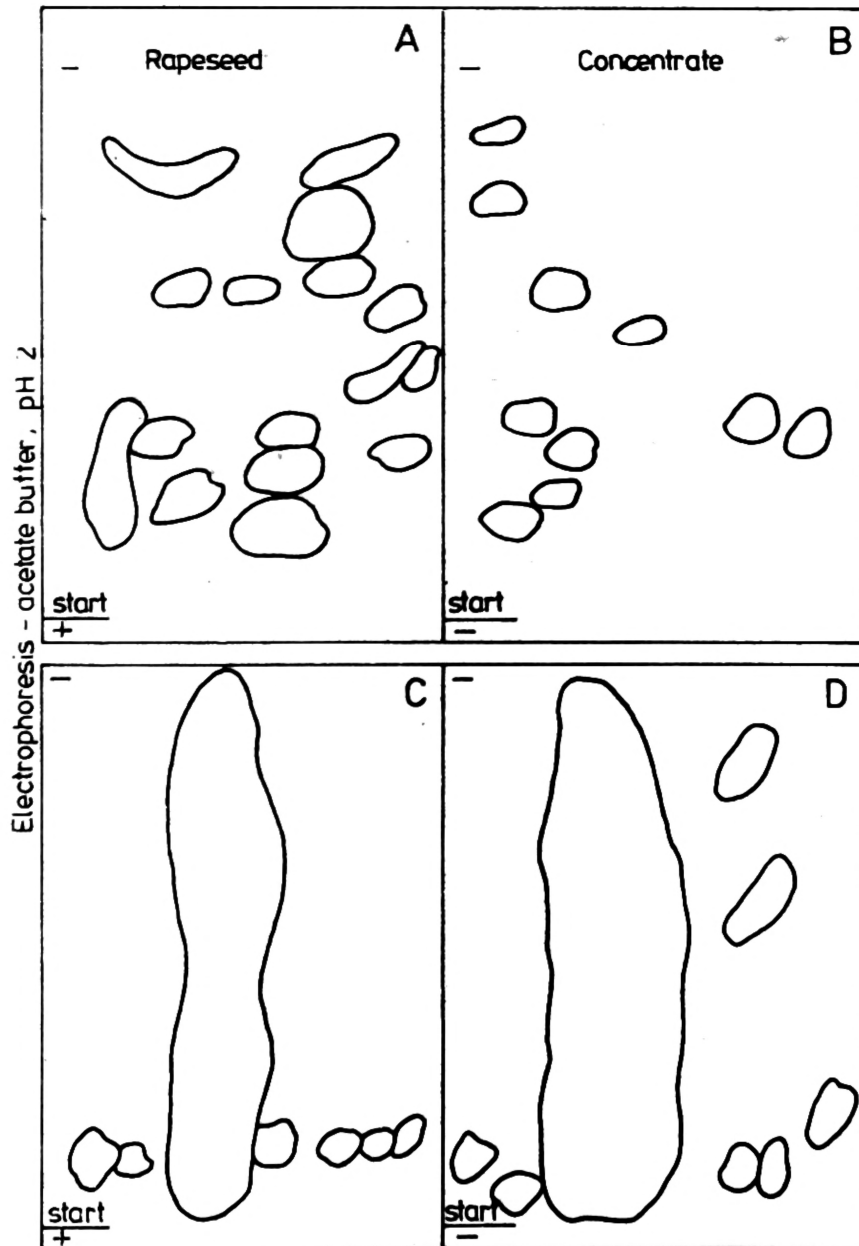 A
B
Rapeseed
Concentrate
−
−
start
+
start
−
Electrophoresis - acetate buffer, pH 2
−
C
−
D
start
+
start
−